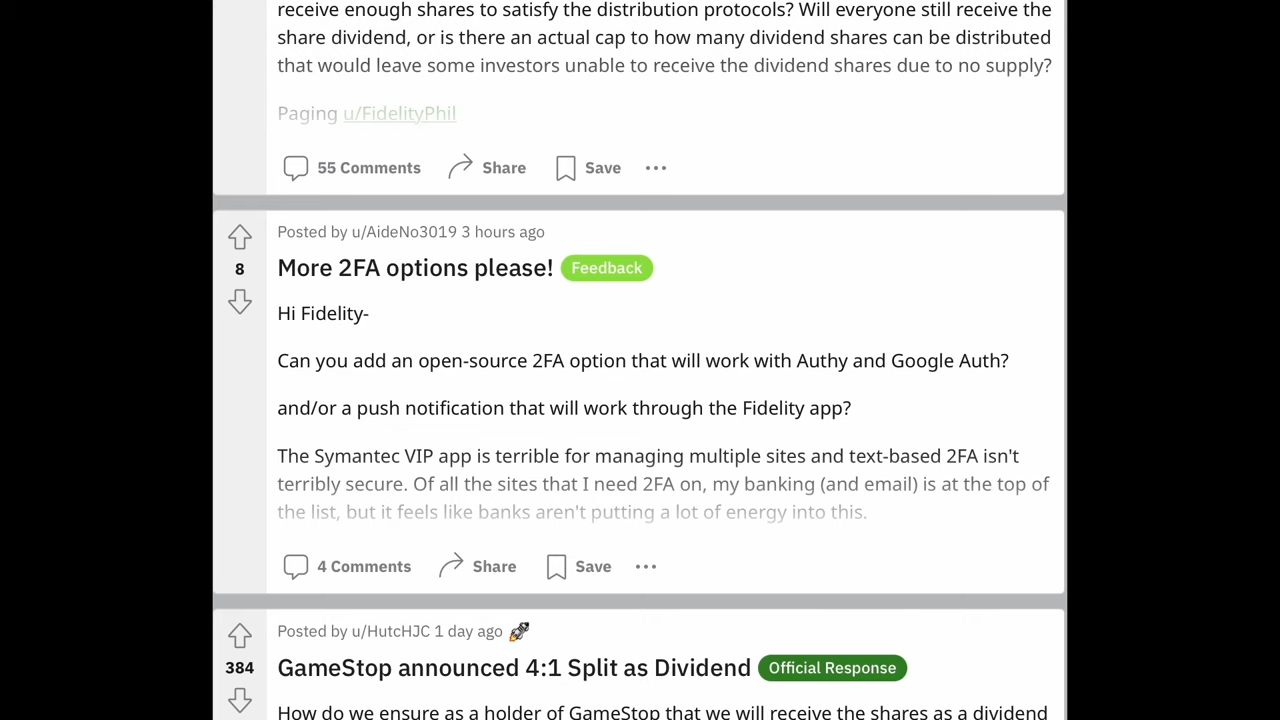 receive enough shares to satisfy the distribution protocols? Will everyone still receive the
share dividend, or is there an actual cap to how many dividend shares can be distributed
that would leave some investors unable to receive the dividend shares due to no supply?
Paging u/FidelityPhil
55 Comments Share Save
Posted by u/AideNo3019 3 hours ago
8
More 2FA options please! Feedback
Hi Fidelity-
Can you add an open-source 2FA option that will work with Authy and Google Auth?
and/or a push notification that will work through the Fidelity app?
The Symantec VIP app is terrible for managing multiple sites and text-based 2FA isn't
terribly secure. Of all the sites that I need 2FA on, my banking (and email) is at the top of
the list, but it feels like banks aren't putting a lot of energy into this.
4 Comments Share Save
Posted by u/HutcHJC 1 day ago
384
GameStop announced 4:1 Split as Dividend Official Response
How do we ensure as a holder of GameStop that we will receive the shares as a dividend